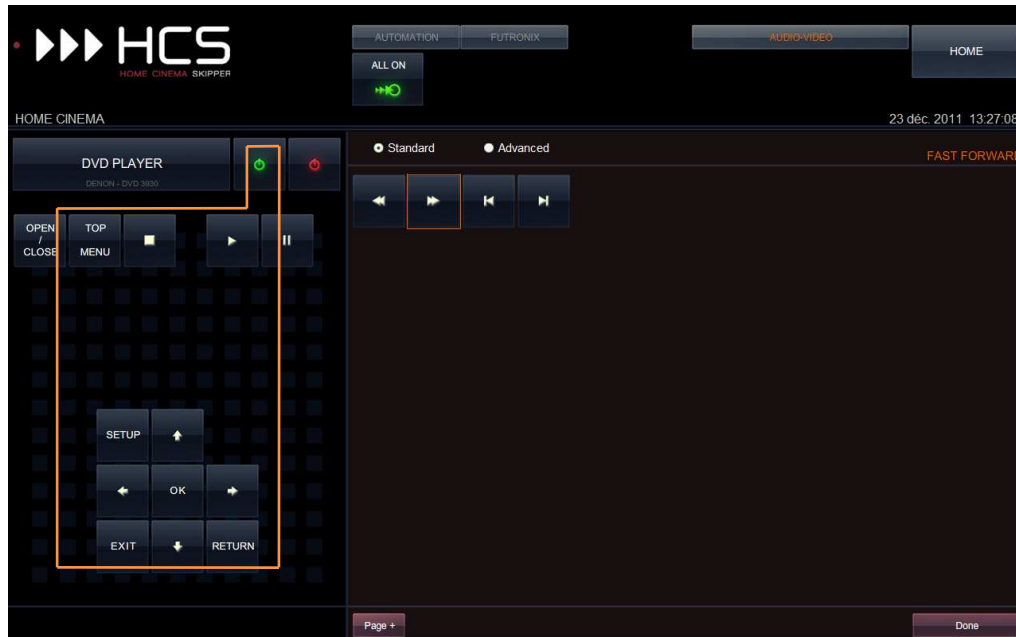 HCS
HOME CINEMA SKIPPER
AUTOMATION
FUTRONIX
AUDIO-VIDEO
HOME
ALL ON
HOME CINEMA
23 déc. 2011 13:27:08
DVD PLAYER
DENON - DVD 3930
Standard
Advanced
FAST FORWARD
OPEN
/
CLOSE
TOP
MENU
SETUP
OK
EXIT
RETURN
Page +
Done